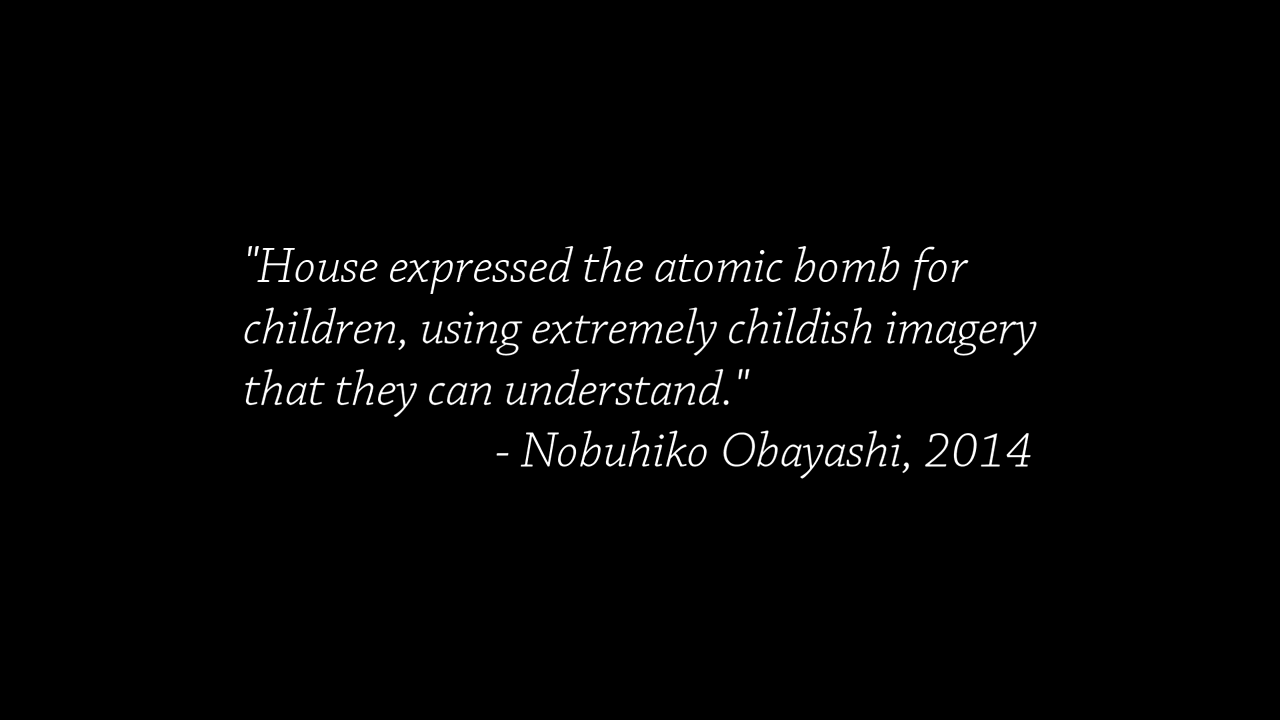 "House expressed the atomic bomb for
children, using extremely childish imagery
that they can understand."
- Nobuhiko Obayashi, 2014